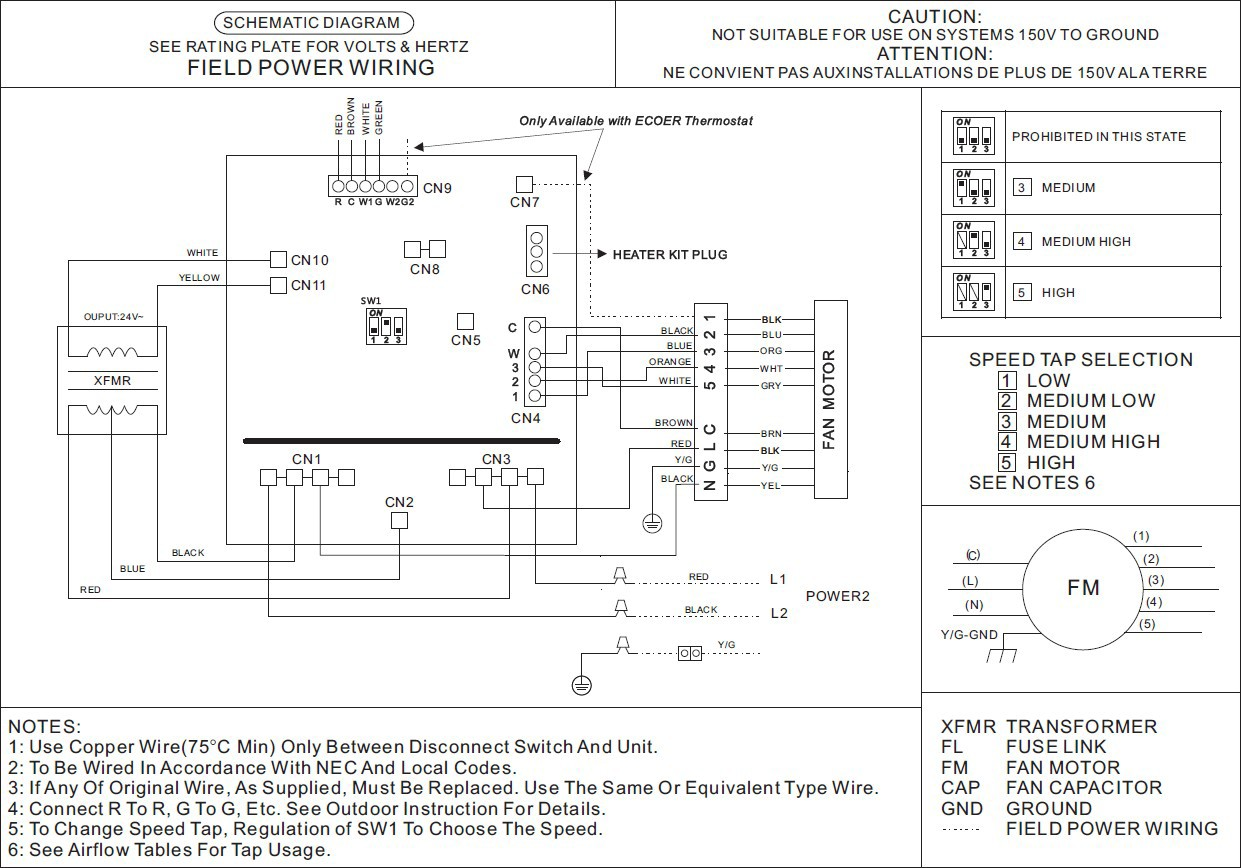 SCHEMATIC DIAGRAM
SEE RATING PLATE FOR VOLTS & HERTZ
FIELD POWER WIRING
CAUTION:
NOT SUITABLE FOR USE ON SYSTEMS 150V TO GROUND
ATTENTION:
NE CONVIENT PAS AUXINSTALLATIONS DE PLUS DE 150V ALA TERRE
RED
BROWN
WHITE
GREEN
Only Available with ECOER Thermostat
CN9
R C W1 G W2 G2
CN7
WHITE
CN10
YELLOW
CN11
CN8
HEATER KIT PLUG
CN6
SW1
ON
1 2 3
CN5
OUPUT:24V~
XFMR
C
W
3
2
1
CN4
BLACK
BLUE
ORANGE
WHITE
BROWN
RED
Y/G
BLACK
1
2
3
4
5
C
L
G
N
BLK
BLU
ORG
WHT
GRY
BRN
BLK
Y/G
YEL
FAN MOTOR
CN1
CN3
CN2
BLACK
BLUE
RED
RED
L1
POWER2
BLACK
L2
Y/G
ON
1 2 3
PROHIBITED IN THIS STATE
ON
1 2 3
3 MEDIUM
ON
1 2 3
4 MEDIUM HIGH
ON
1 2 3
5 HIGH
SPEED TAP SELECTION
1 LOW
2 MEDIUM LOW
3 MEDIUM
4 MEDIUM HIGH
5 HIGH
SEE NOTES 6
(C)
(L)
(N)
Y/G-GND
FM
(1)
(2)
(3)
(4)
(5)
NOTES:
1: Use Copper Wire(75°C Min) Only Between Disconnect Switch And Unit.
2: To Be Wired In Accordance With NEC And Local Codes.
3: If Any Of Original Wire, As Supplied, Must Be Replaced. Use The Same Or Equivalent Type Wire.
4: Connect R To R, G To G, Etc. See Outdoor Instruction For Details.
5: To Change Speed Tap, Regulation of SW1 To Choose The Speed.
6: See Airflow Tables For Tap Usage.
XFMR TRANSFORMER
FL FUSE LINK
FM FAN MOTOR
CAP FAN CAPACITOR
GND GROUND
FIELD POWER WIRING